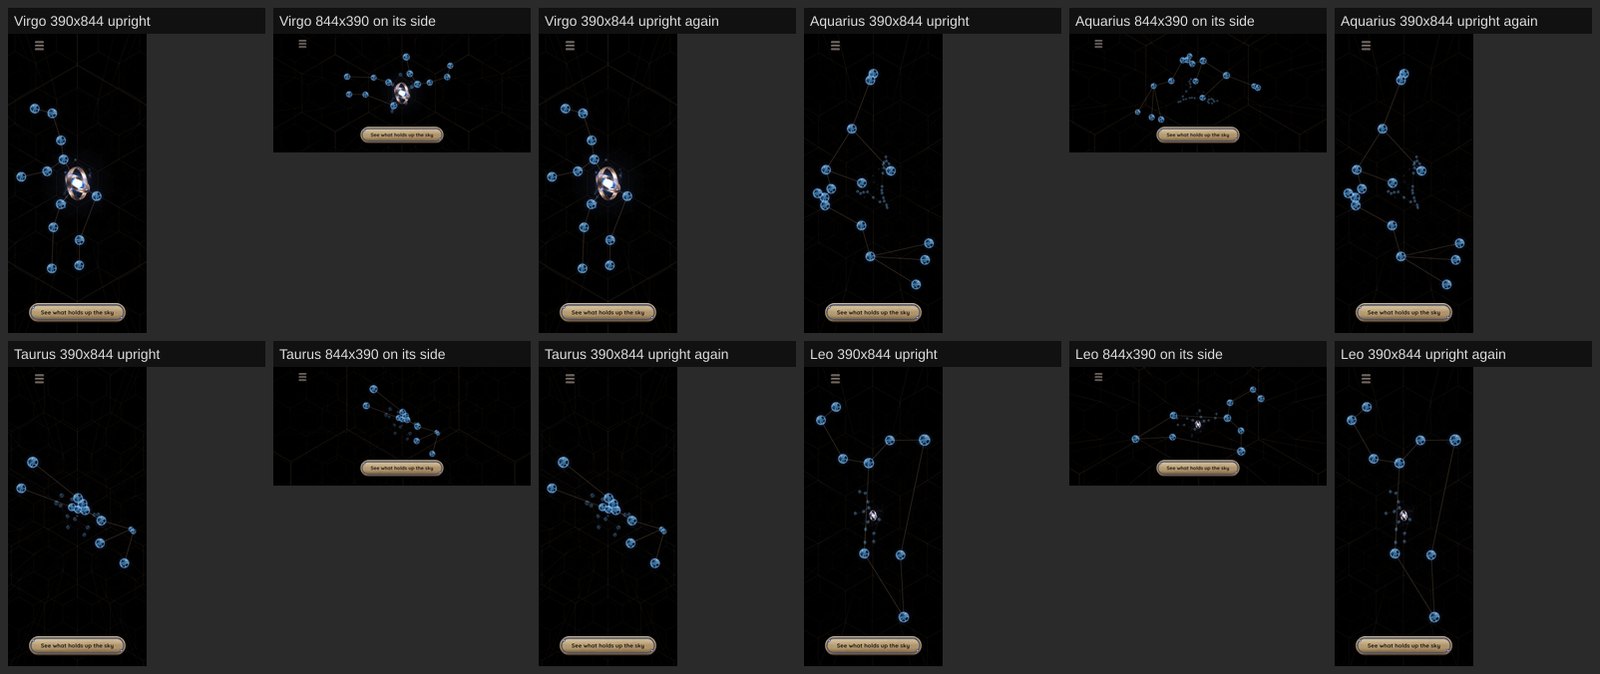 Virgo 390x844 upright
See what holds up the sky
Virgo 844x390 on its side
See what holds up the sky
Virgo 390x844 upright again
See what holds up the sky
Aquarius 390x844 upright
See what holds up the sky
Aquarius 844x390 on its side
See what holds up the sky
Aquarius 390x844 upright again
See what holds up the sky
Taurus 390x844 upright
See what holds up the sky
Taurus 844x390 on its side
See what holds up the sky
Taurus 390x844 upright again
See what holds up the sky
Leo 390x844 upright
See what holds up the sky
Leo 844x390 on its side
See what holds up the sky
Leo 390x844 upright again
See what holds up the sky